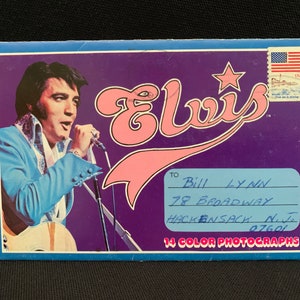 Elvis
TO
Bill LYNN
78 BROADWAY
HACKENSACK N.J.
07601
14 COLOR PHOTOGRAPHS